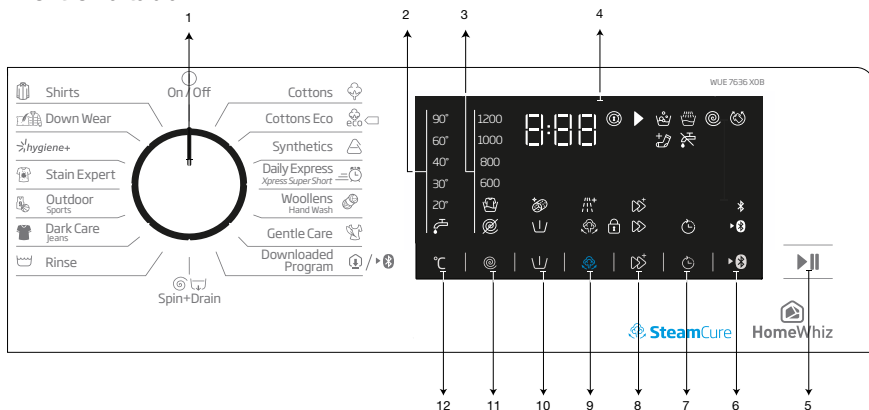 1
2
3
4
WUE 7636 X0B
On / Off
Shirts
Down Wear
hygiene+
Stain Expert
Outdoor
Sports
Dark Care
Jeans
Rinse
Spin+Drain
Cottons
Cottons Eco
eco
Synthetics
Daily Express
Xpress Super Short
Woollens
Hand Wash
Gentle Care
Downloaded
Program
/
90°
60°
40°
30°
20°
1200
1000
800
600
8:88
°C
SteamCure
HomeWhiz
12
11
10
9
8
7
6
5